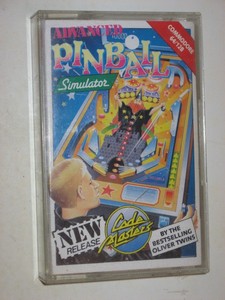 ADVANCED
PINBALL
Simulator
COMMODORE
64/128
NEW
RELEASE
Code
Masters
BY THE
BESTSELLING
OLIVER TWINS